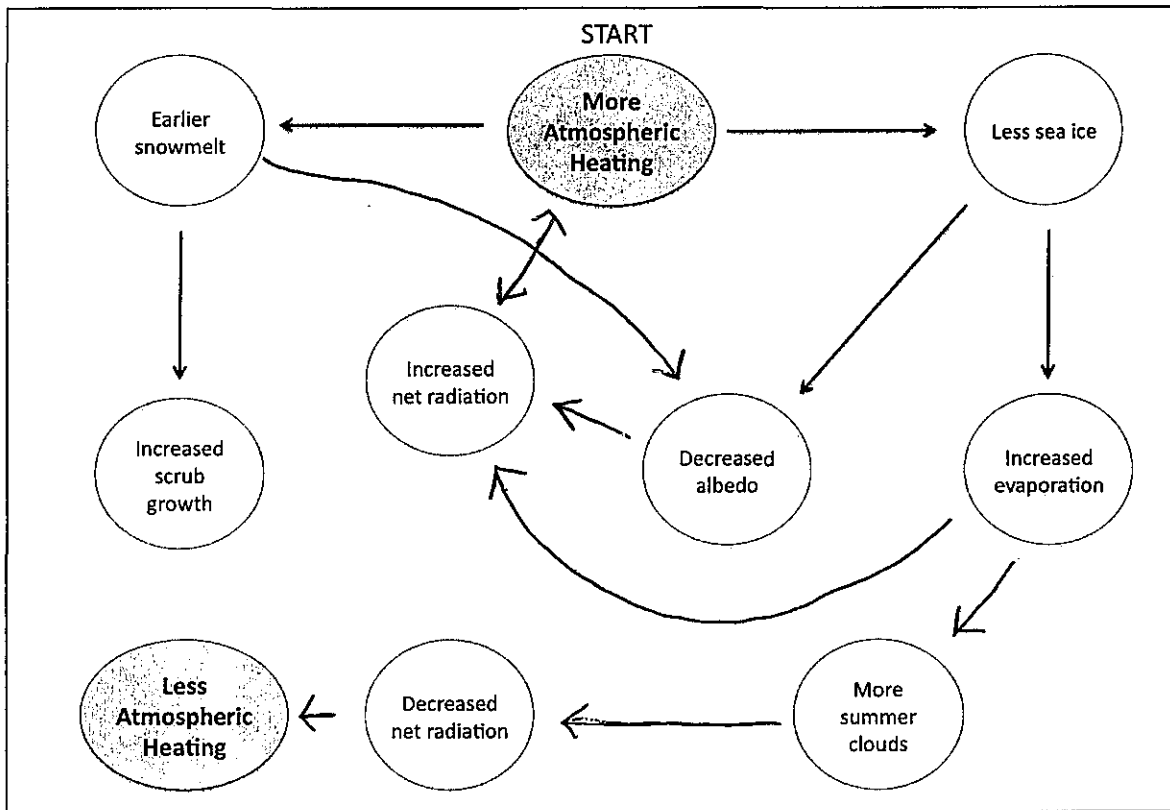 START
Earlier
snowmelt
More
Atmospheric
Heating
Less sea ice
Increased
net radiation
Increased
scrub
growth
Decreased
albedo
Increased
evaporation
Less
Atmospheric
Heating
Decreased
net radiation
More
summer
clouds